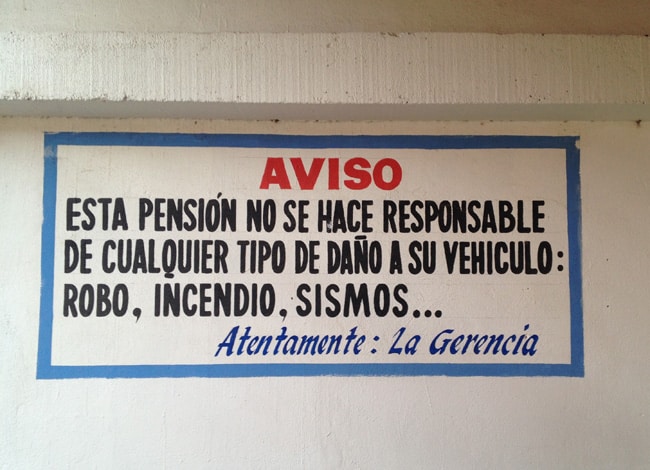 AVISO
ESTA PENSIÓN NO SE HACE RESPONSABLE
DE CUALQUIER TIPO DE DAÑO A SU VEHICULO:
ROBO, INCENDIO, SISMOS...
Atentamente: La Gerencia